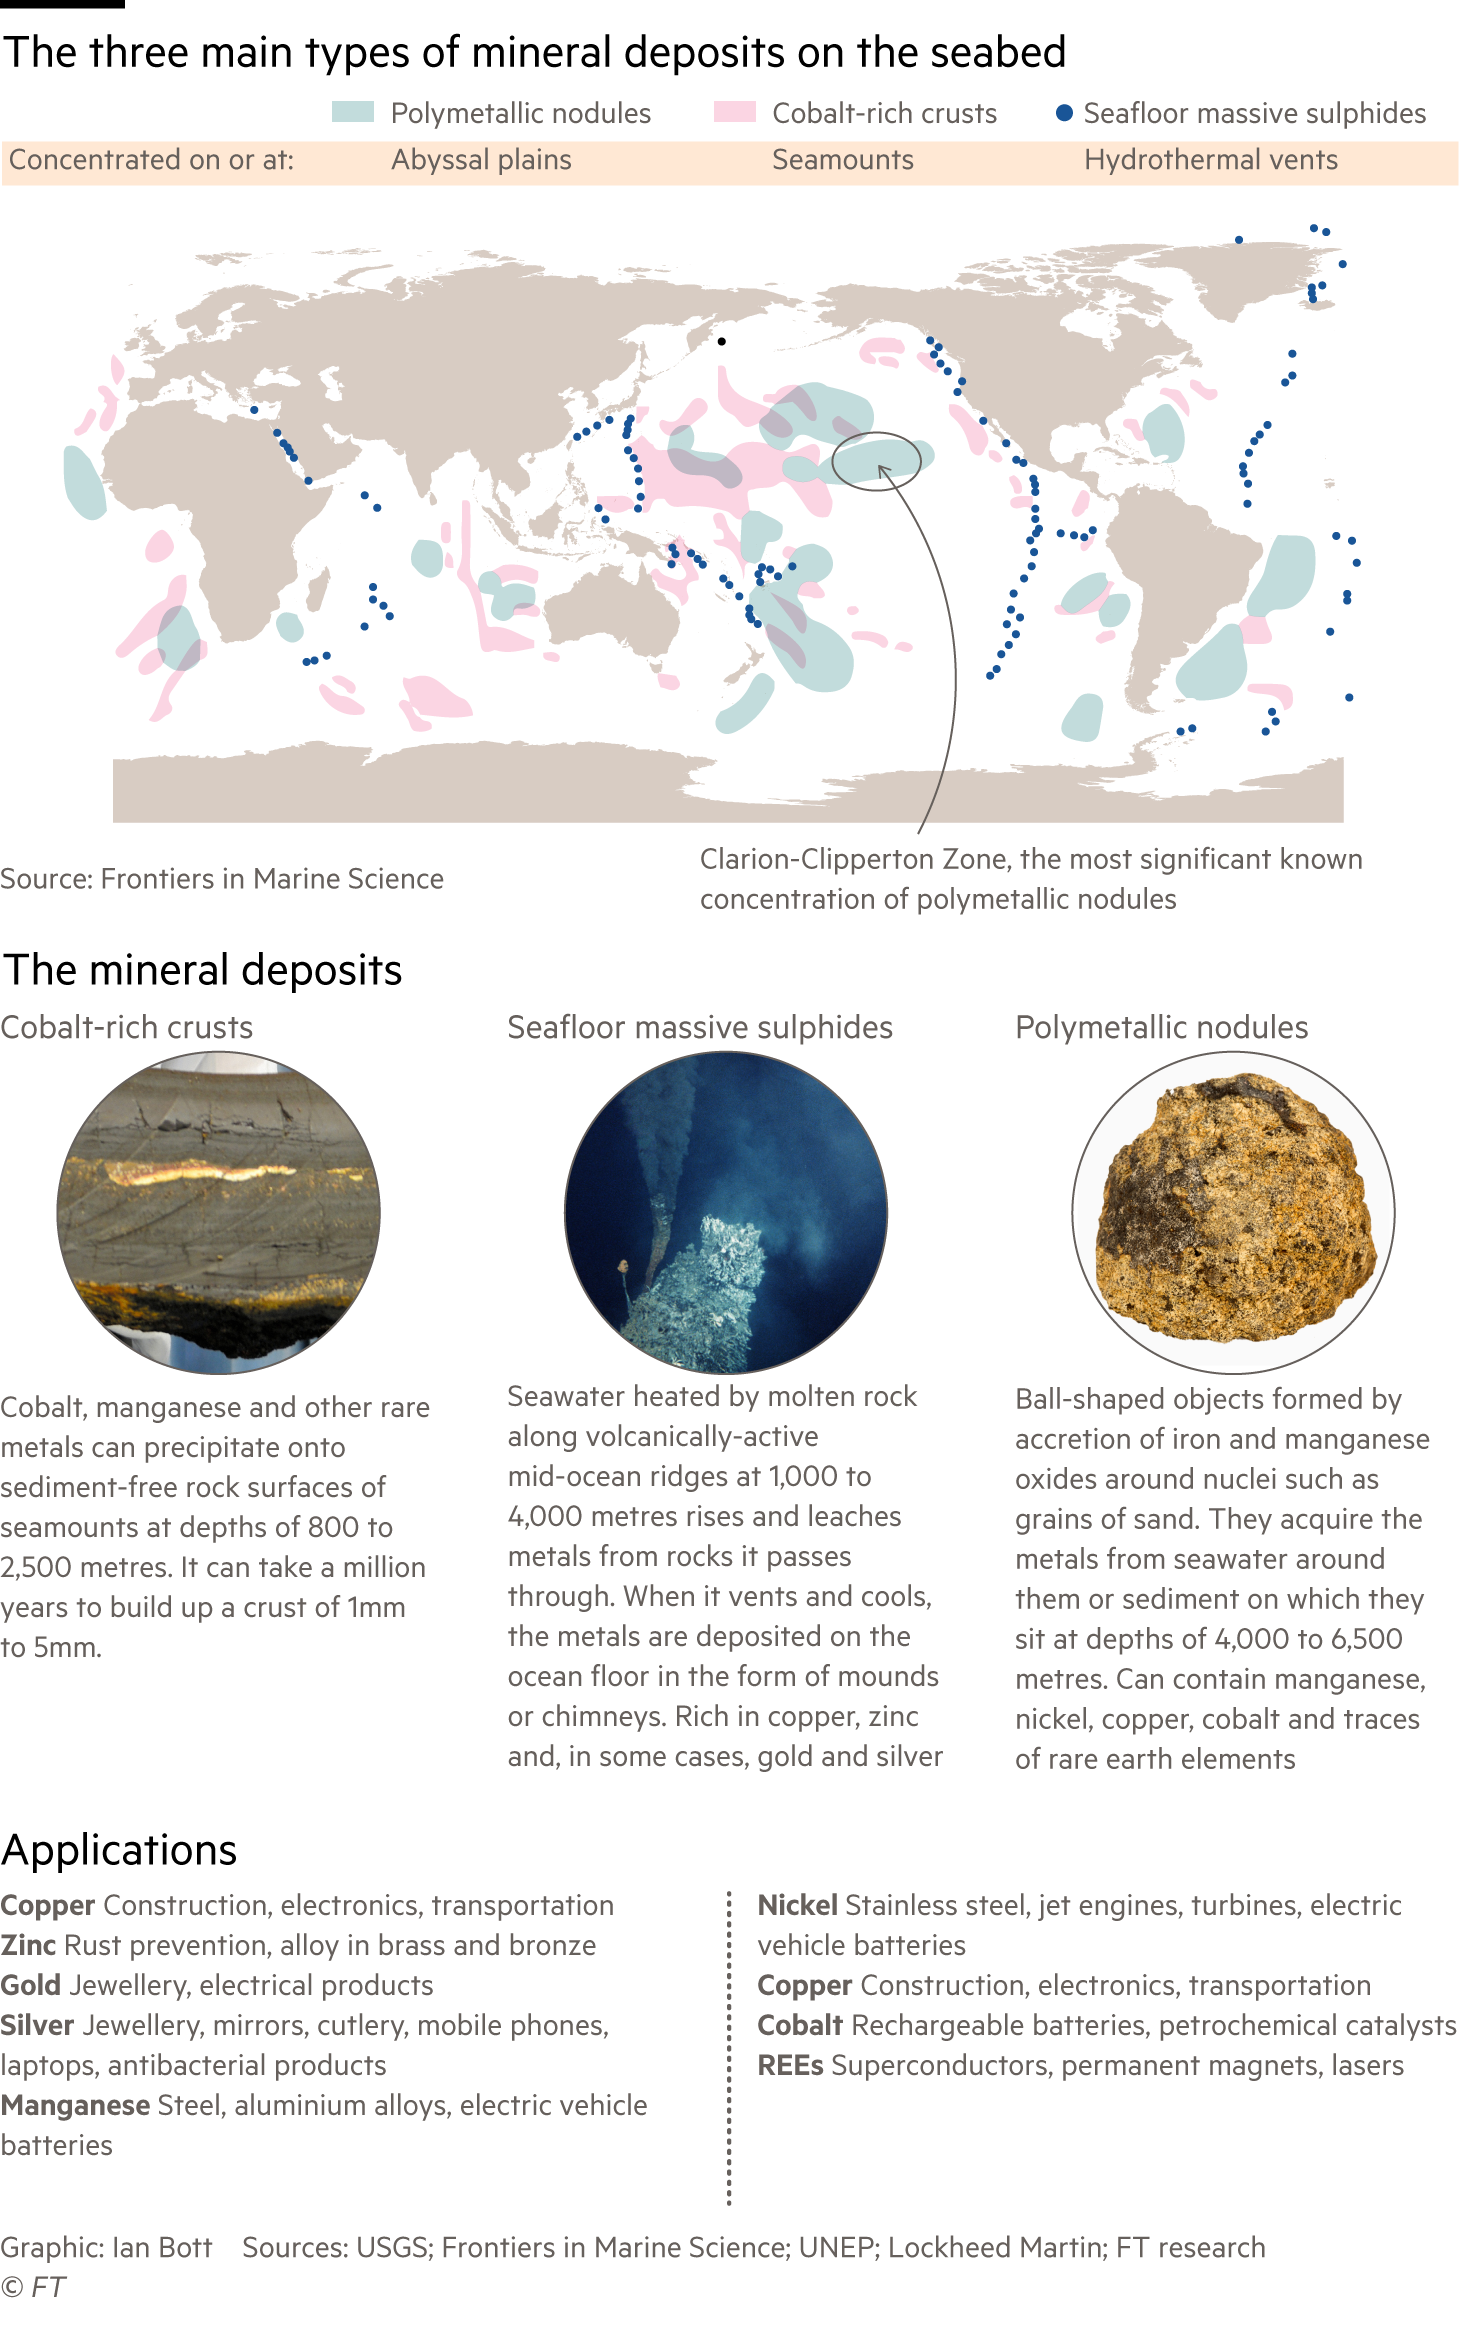 The three main types of mineral deposits on the seabed
Polymetallic nodules
Cobalt-rich crusts
Seafloor massive sulphides
Concentrated on or at:
Abyssal plains
Seamounts
Hydrothermal vents
Clarion-Clipperton Zone, the most significant known
concentration of polymetallic nodules
Source: Frontiers in Marine Science
The mineral deposits
Cobalt-rich crusts
Cobalt, manganese and other rare
metals can precipitate onto
sediment-free rock surfaces of
seamounts at depths of 800 to
2,500 metres. It can take a million
years to build up a crust of 1mm
to 5mm.
Seafloor massive sulphides
Seawater heated by molten rock
along volcanically-active
mid-ocean ridges at 1,000 to
4,000 metres rises and leaches
metals from rocks it passes
through. When it vents and cools,
the metals are deposited on the
ocean floor in the form of mounds
or chimneys. Rich in copper, zinc
and, in some cases, gold and silver
Polymetallic nodules
Ball-shaped objects formed by
accretion of iron and manganese
oxides around nuclei such as
grains of sand. They acquire the
metals from seawater around
them or sediment on which they
sit at depths of 4,000 to 6,500
metres. Can contain manganese,
nickel, copper, cobalt and traces
of rare earth elements
Applications
Copper Construction, electronics, transportation
Zinc Rust prevention, alloy in brass and bronze
Gold Jewellery, electrical products
Silver Jewellery, mirrors, cutlery, mobile phones,
laptops, antibacterial products
Manganese Steel, aluminium alloys, electric vehicle
batteries
Nickel Stainless steel, jet engines, turbines, electric
vehicle batteries
Copper Construction, electronics, transportation
Cobalt Rechargeable batteries, petrochemical catalysts
REEs Superconductors, permanent magnets, lasers
Graphic: Ian Bott Sources: USGS; Frontiers in Marine Science; UNEP; Lockheed Martin; FT research
© FT